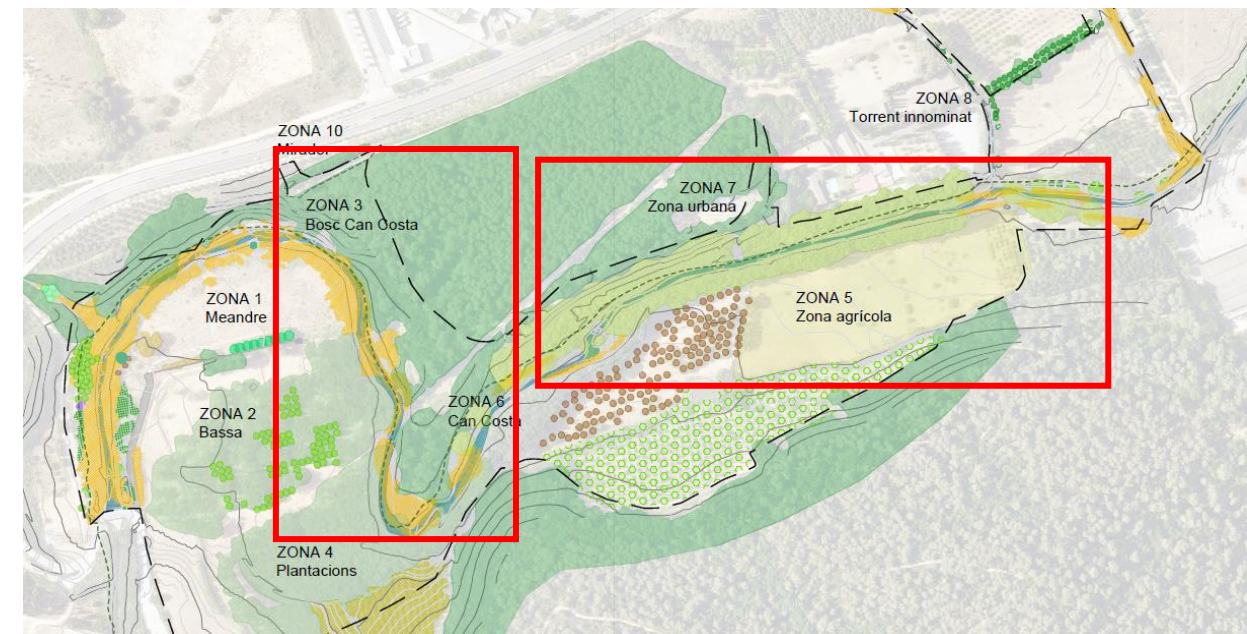 ZONA 8
Torrent innominat
ZONA 10
Mirador
ZONA 7
Zona urbana
ZONA 3
Bosc Can Costa
ZONA 1
Meandre
ZONA 5
Zona agrícola
ZONA 6
Can Costa
ZONA 2
Bassa
ZONA 4
Plantacions